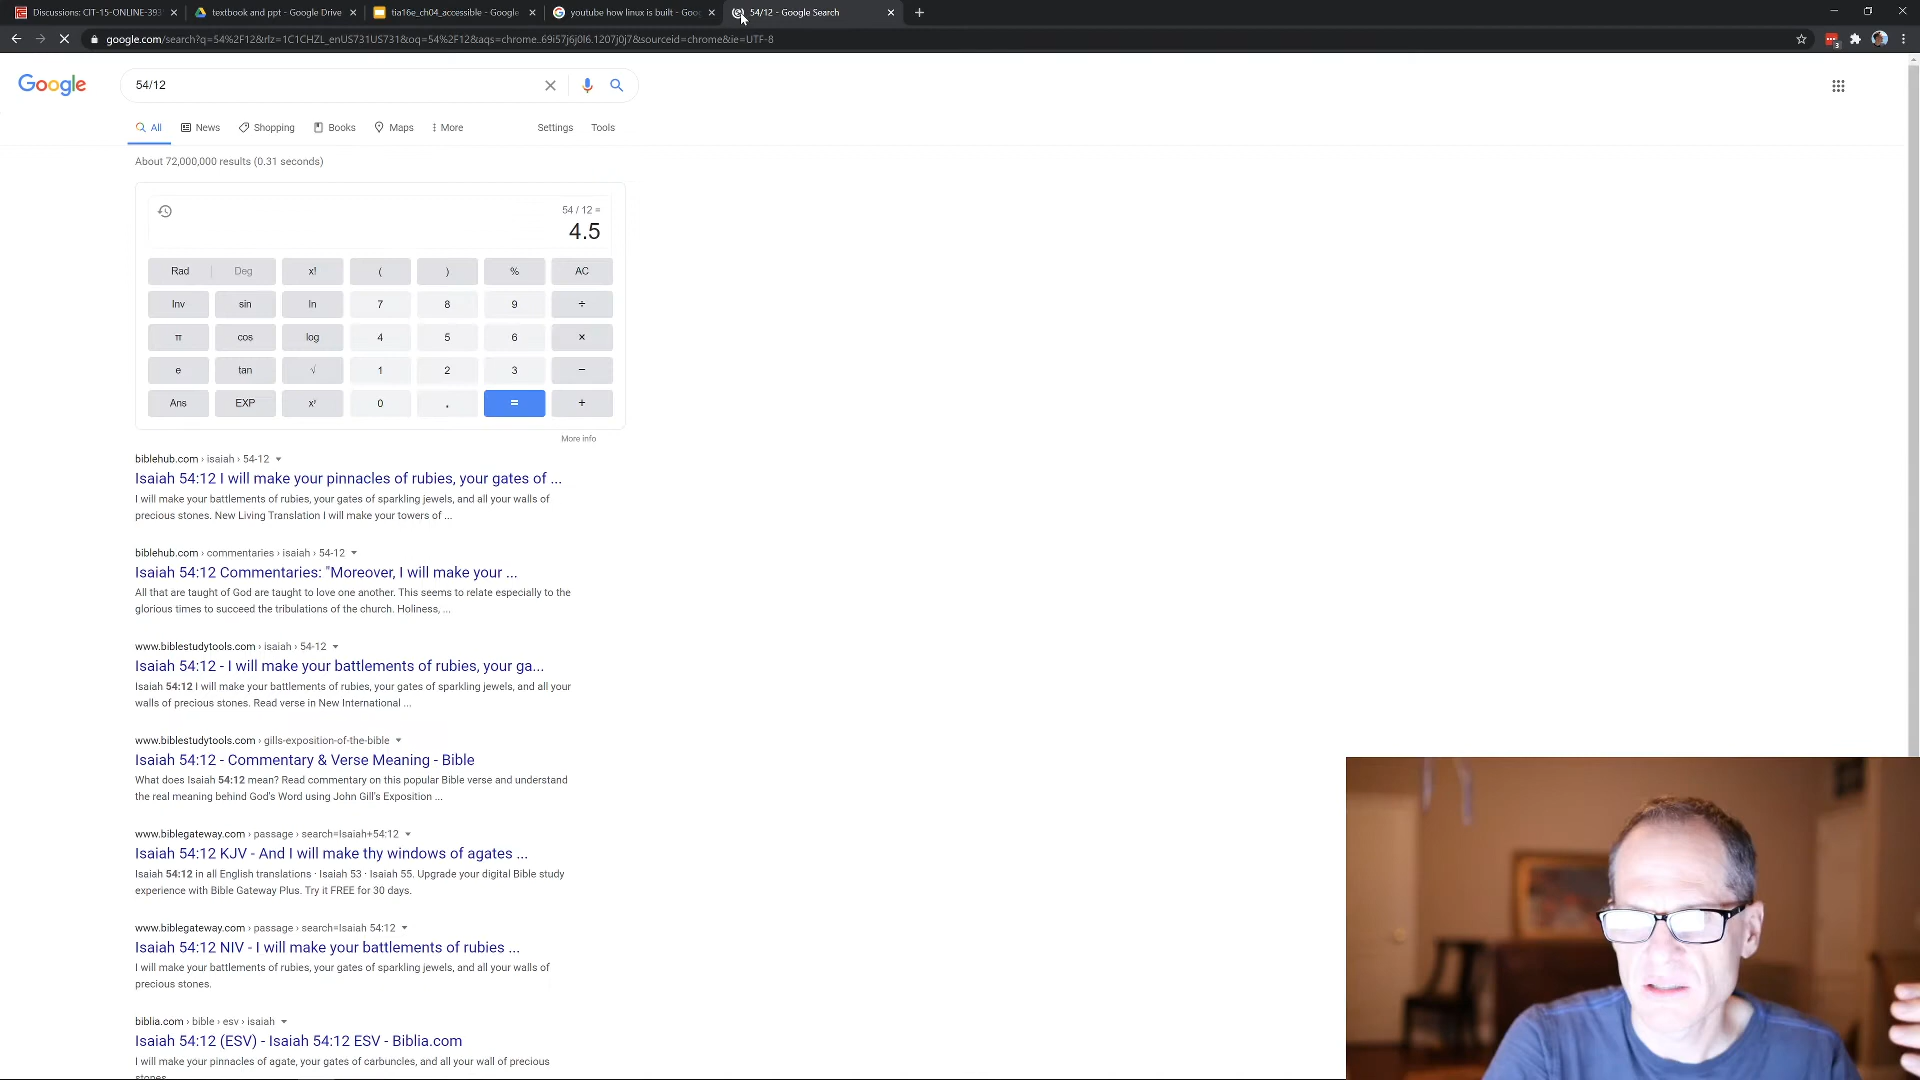 Discussions: CIT-15-ONLINE-393
textbook and ppt - Google Drive
tia16e_ch04_accessible - Google
youtube how linux is built - Goo
54/12 - Google Search
google.com/search?q=54%2F12&rlz=1C1CHZL_enUS731US731&oq=54%2F12&aqs=chrome..69i57j6j0l6.1207j0j7&sourceid=chrome&ie=UTF-8
Google
54/12
All
News
Shopping
Books
Maps
More
Settings
Tools
About 72,000,000 results (0.31 seconds)
54 / 12 =
4.5
Rad Deg x! ( ) % AC
Inv sin ln 7 8 9 ÷
π cos log 4 5 6 ×
e tan √ 1 2 3 −
Ans EXP xʸ 0 . = +
More info
biblehub.com › isaiah › 54-12
Isaiah 54:12 I will make your pinnacles of rubies, your gates of ...
I will make your battlements of rubies, your gates of sparkling jewels, and all your walls of
precious stones. New Living Translation I will make your towers of ...
biblehub.com › commentaries › isaiah › 54-12
Isaiah 54:12 Commentaries: "Moreover, I will make your ...
All that are taught of God are taught to love one another. This seems to relate especially to the
glorious times to succeed the tribulations of the church. Holiness, ...
www.biblestudytools.com › isaiah › 54-12
Isaiah 54:12 - I will make your battlements of rubies, your ga...
Isaiah 54:12 I will make your battlements of rubies, your gates of sparkling jewels, and all your
walls of precious stones. Read verse in New International ...
www.biblestudytools.com › gills-exposition-of-the-bible
Isaiah 54:12 - Commentary & Verse Meaning - Bible
What does Isaiah 54:12 mean? Read commentary on this popular Bible verse and understand
the real meaning behind God's Word using John Gill's Exposition ...
www.biblegateway.com › passage › search=Isaiah+54:12
Isaiah 54:12 KJV - And I will make thy windows of agates ...
Isaiah 54:12 in all English translations · Isaiah 53 · Isaiah 55. Upgrade your digital Bible study
experience with Bible Gateway Plus. Try it FREE for 30 days.
www.biblegateway.com › passage › search=Isaiah 54:12
Isaiah 54:12 NIV - I will make your battlements of rubies ...
I will make your battlements of rubies, your gates of sparkling jewels, and all your walls of
precious stones.
biblia.com › bible › esv › isaiah
Isaiah 54:12 (ESV) - Isaiah 54:12 ESV - Biblia.com
I will make your pinnacles of agate, your gates of carbuncles, and all your wall of precious
stones.